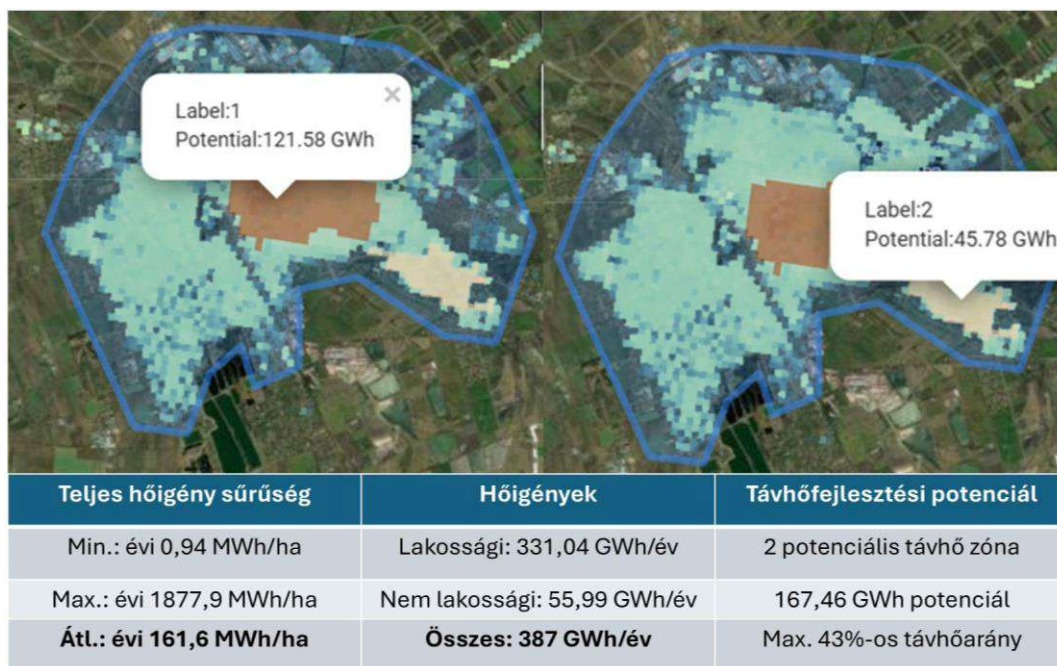 Label:1
Potential:121.58 GWh
Label:2
Potential:45.78 GWh
Teljes hőigény sűrűség
Hőigények
Távhőfejlesztési potenciál
Min.: évi 0,94 MWh/ha
Lakossági: 331,04 GWh/év
2 potenciális távhő zóna
Max.: évi 1877,9 MWh/ha
Nem lakossági: 55,99 GWh/év
167,46 GWh potenciál
Átl.: évi 161,6 MWh/ha
Összes: 387 GWh/év
Max. 43%-os távhőarány